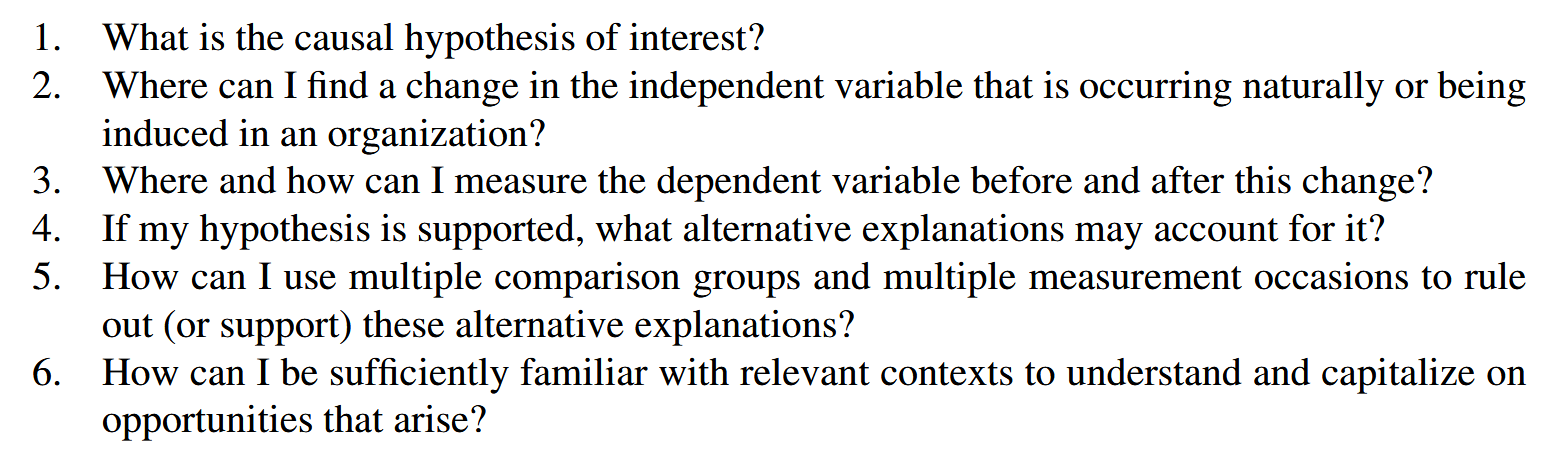 1. What is the causal hypothesis of interest?
2. Where can I find a change in the independent variable that is occurring naturally or being
induced in an organization?
3. Where and how can I measure the dependent variable before and after this change?
4. If my hypothesis is supported, what alternative explanations may account for it?
5. How can I use multiple comparison groups and multiple measurement occasions to rule
out (or support) these alternative explanations?
6. How can I be sufficiently familiar with relevant contexts to understand and capitalize on
opportunities that arise?